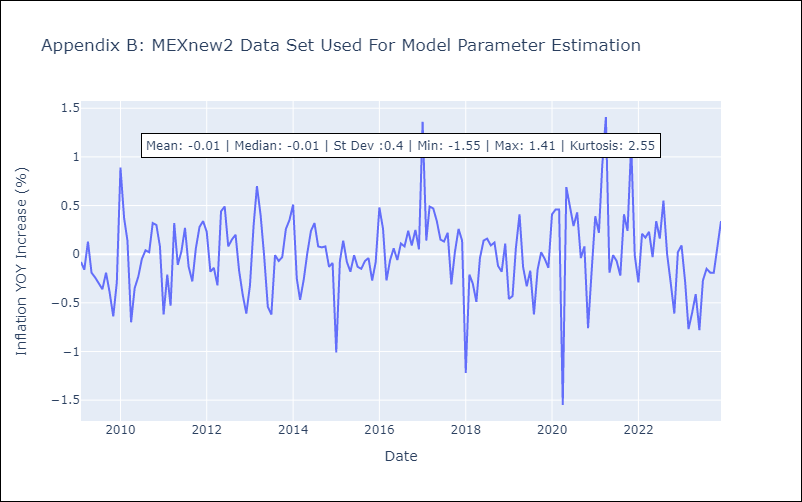 Appendix B: MEXnew2 Data Set Used For Model Parameter Estimation
1.5
Mean: -0.01 | Median: -0.01 | St Dev :0.4 | Min: -1.55 | Max: 1.41 | Kurtosis: 2.55
1
0.5
0
−0.5
−1
−1.5
Inflation YOY Increase (%)
2010 2012 2014 2016 2018 2020 2022
Date